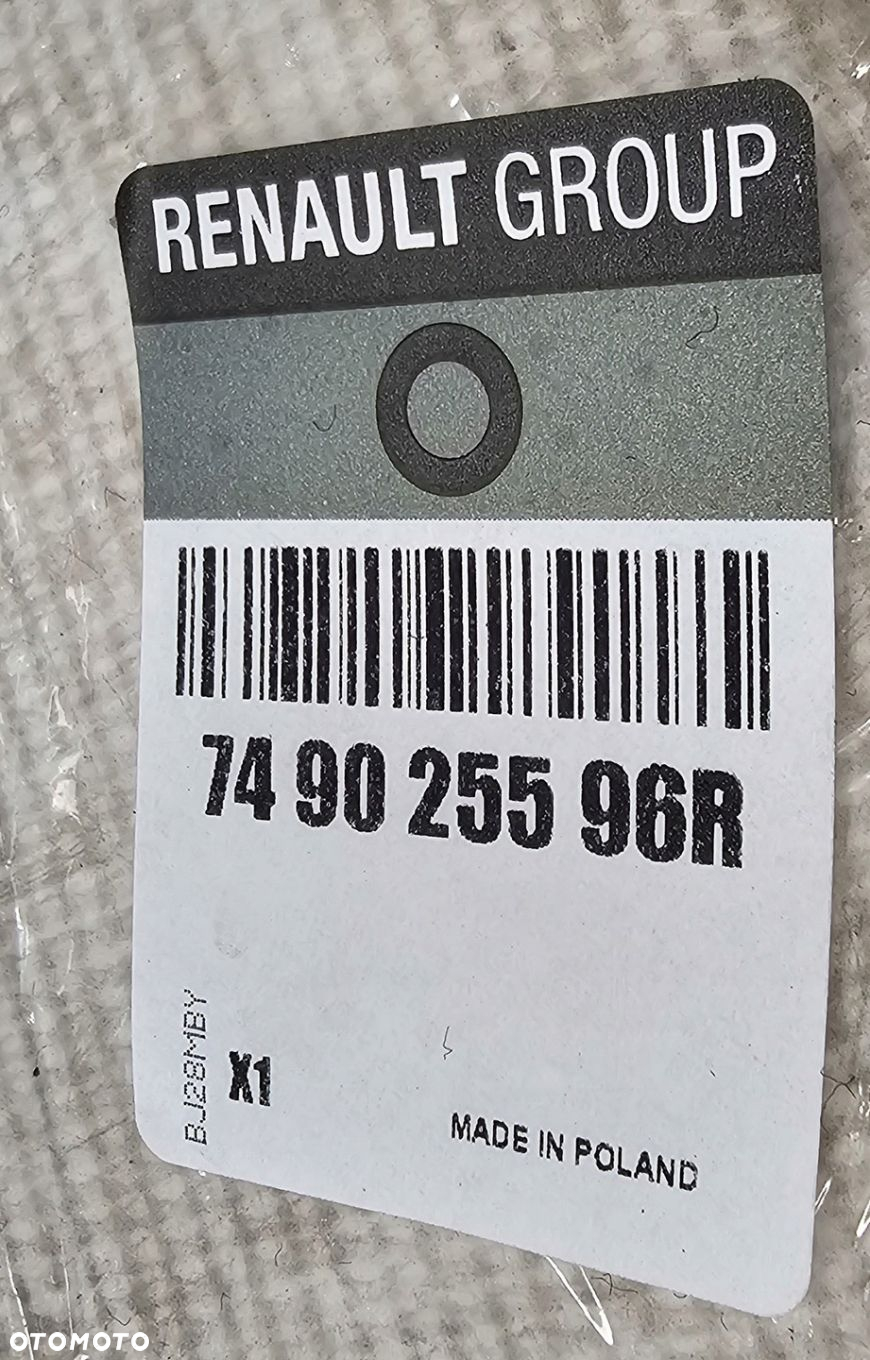 RENAULT GROUP
74 90 255 96R
BJ28MBY
X1
MADE IN POLAND
OTOMOTO